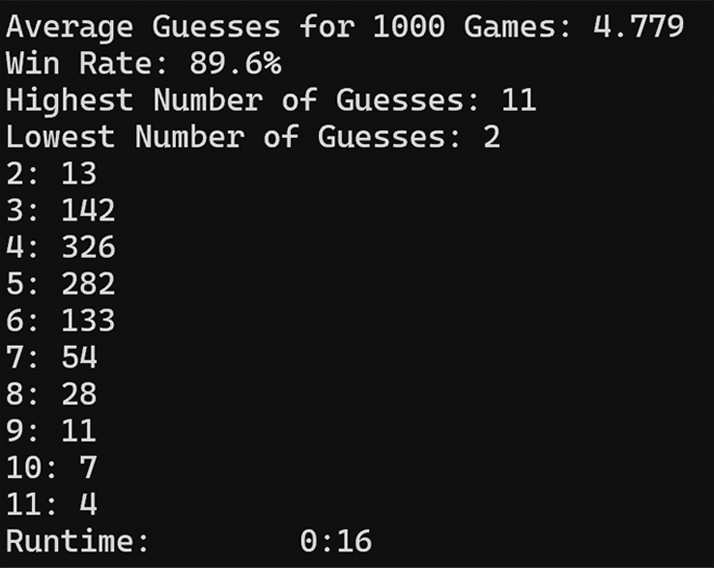 Average Guesses for 1000 Games: 4.779
Win Rate: 89.6%
Highest Number of Guesses: 11
Lowest Number of Guesses: 2
2: 13
3: 142
4: 326
5: 282
6: 133
7: 54
8: 28
9: 11
10: 7
11: 4
Runtime: 0:16